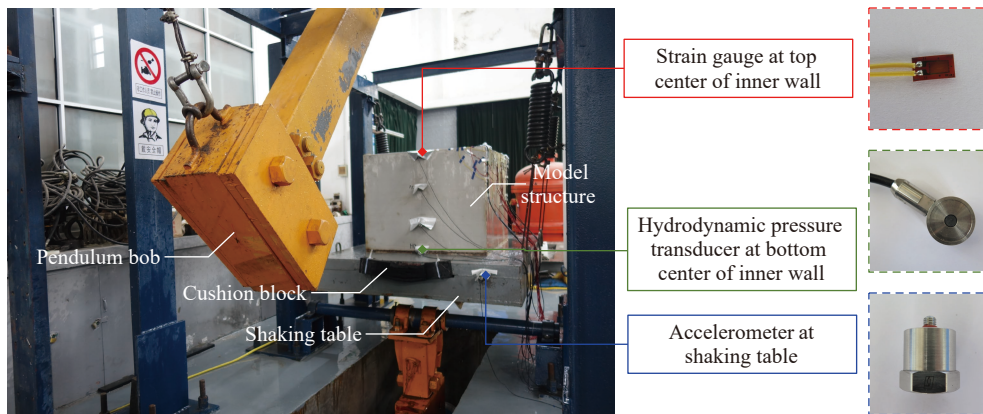 Strain gauge at top
center of inner wall
Model
structure
Hydrodynamic pressure
transducer at bottom
center of inner wall
Pendulum bob
Cushion block
Shaking table
Accelerometer at
shaking table